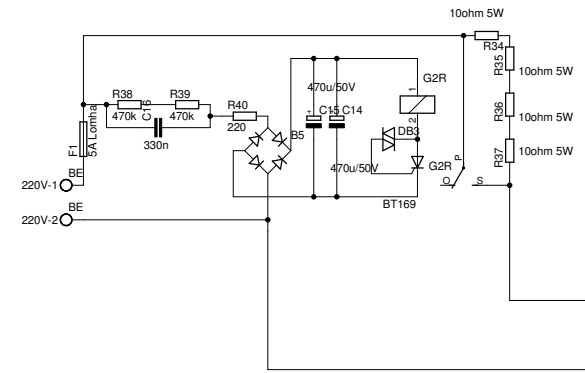 10ohm 5W
R34
R35
10ohm 5W
R36
10ohm 5W
R37
10ohm 5W
470u/50V
G2R
1
2
R38
R39
C16
470k
470k
330n
R40
220
+
C15
+
C14
B5
DB3
470u/50V
G2R
BT169
P
O
S
F1
5A Lomha
BE
220V-1
BE
220V-2